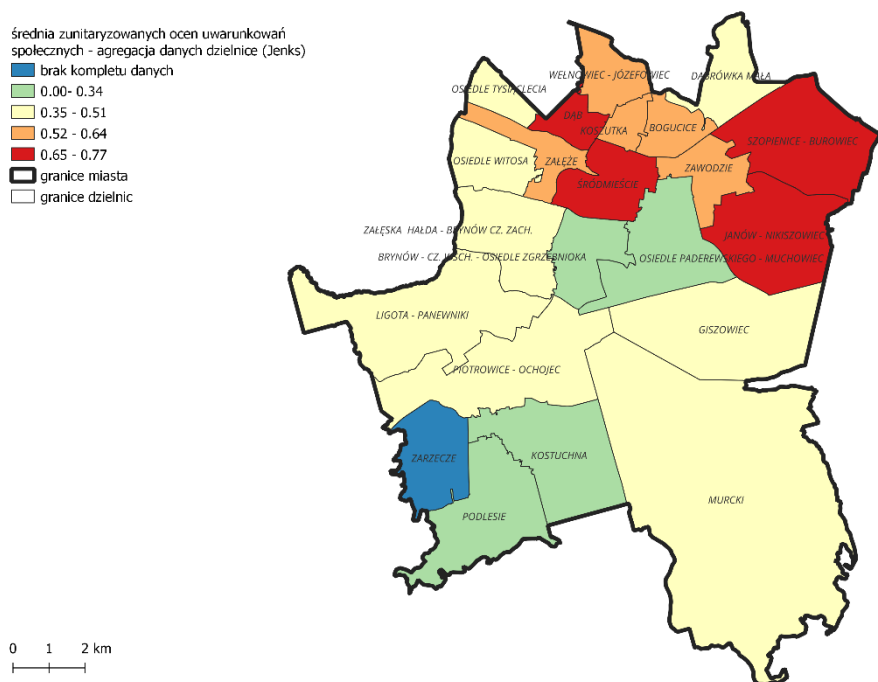 średnia zunitaryzowanych ocen uwarunkowań
społecznych - agregacja danych dzielnice (Jenks)
brak kompletu danych
0.00- 0.34
0.35 - 0.51
0.52 - 0.64
0.65 - 0.77
granice miasta
granice dzielnic
WEŁNOWIEC - JÓZEFOWIEC
DĄBRÓWKA MAŁA
OSIEDLE TYSIĄCLECIA
DĄB
KOSZUTKA
BOGUCICE
SZOPIENICE - BUROWIEC
OSIEDLE WITOSA
ZAŁĘŻE
ZAWODZIE
ŚRÓDMIEŚCIE
ZAŁĘSKA HAŁDA - BRYNÓW CZ. ZACH.
JANÓW - NIKISZOWIEC
BRYNÓW - CZ. WSCH. - OSIEDLE ZGRZEBNIOKA
OSIEDLE PADEREWSKIEGO - MUCHOWIEC
LIGOTA - PANEWNIKI
GISZOWIEC
PIOTROWICE - OCHOJEC
ZARZECZE
KOSTUCHNA
MURCKI
PODLESIE
0 1 2 km